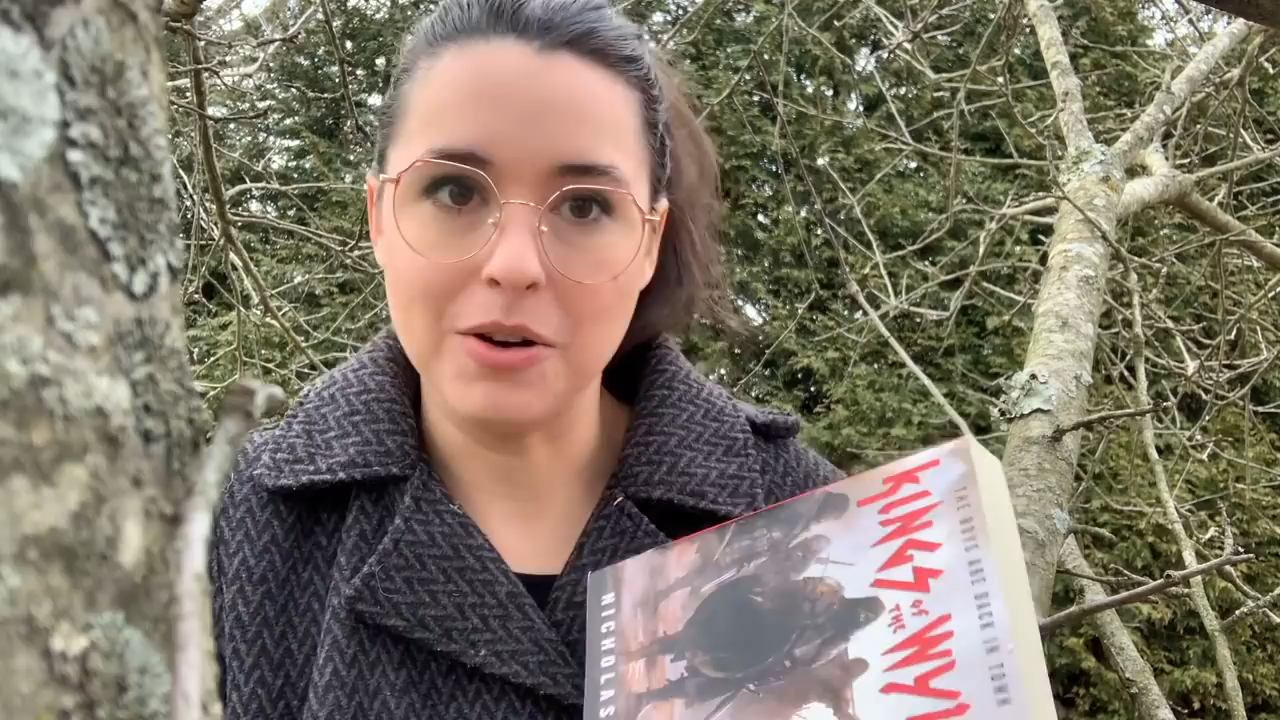 THE BOYS ARE BACK IN TOWN
KINGS
OF
THE
WY
NICHOLAS